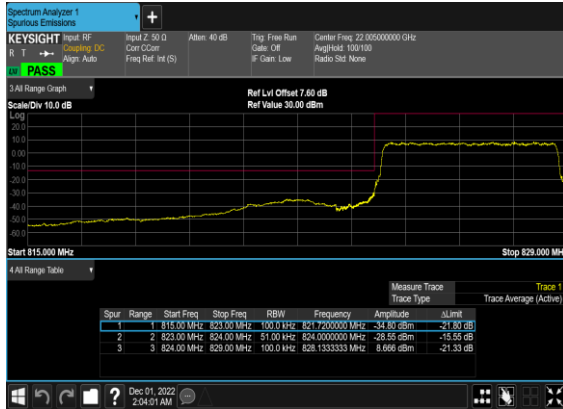 Spectrum Analyzer 1
Spurious Emissions
+
KEYSIGHT Input: RF Input Z: 50 Ω Atten: 40 dB Trig: Free Run Center Freq: 22.005000000 GHz
R T Coupling: DC Corr CCorr Gate: Off Avg|Hold: 100/100
Align: Auto Freq Ref: Int (S) IF Gain: Low Radio Std: None
LW PASS
3 All Range Graph
Ref Lvl Offset 7.60 dB
Scale/Div 10.0 dB Ref Value 30.00 dBm
Log
20.0
10.0
0.00
-10.0
-20.0
-30.0
-40.0
-50.0
-60.0
Start 815.000 MHz Stop 829.000 MHz
4 All Range Table
Measure Trace Trace 1
Trace Type Trace Average (Active)
Spur Range Start Freq Stop Freq RBW Frequency Amplitude ΔLimit
1 1 815.00 MHz 823.00 MHz 100.0 kHz 821.7200000 MHz -34.80 dBm -21.80 dB
2 2 823.00 MHz 824.00 MHz 51.00 kHz 824.0000000 MHz -28.55 dBm -15.55 dB
3 3 824.00 MHz 829.00 MHz 100.0 kHz 828.1333333 MHz 8.666 dBm -21.33 dB
? Dec 01, 2022
2:04:01 AM